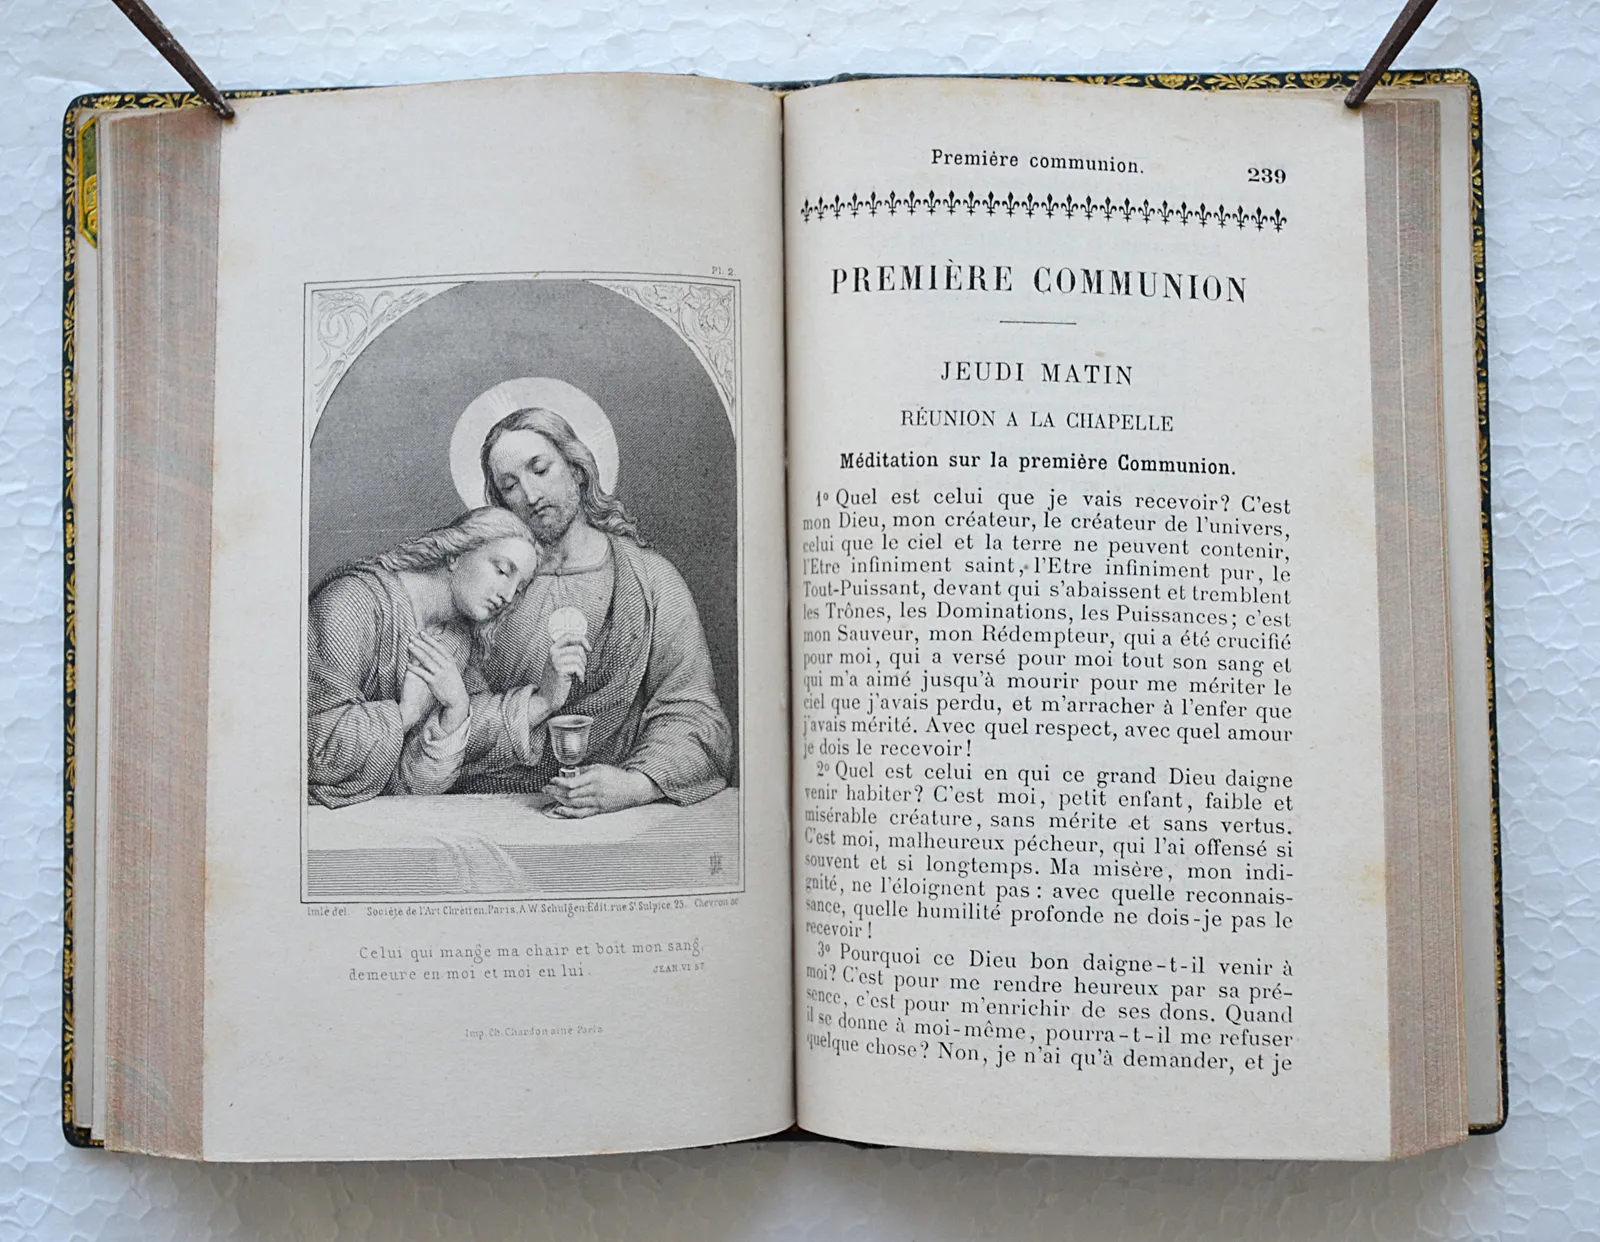 Pl. 2.
Imlé del. Société de l'Art Chrétien, Paris, A.W. Schulgen Edit. rue St Sulpice, 25. Chevron sc
Celui qui mange ma chair et boit mon sang,
demeure en moi et moi en lui. JEAN. VI 57
Imp. Ch. Chardon ainé Paris
Premiére communion.
239
PREMIÈRE COMMUNION
JEUDI MATIN
RÉUNION A LA CHAPELLE
Méditation sur la première Communion.
1º Quel est celui que je vais recevoir? C'est
mon Dieu, mon créateur, le créateur de l'univers,
celui que le ciel et la terre ne peuvent contenir,
l'Etre infiniment saint, l'Etre infiniment pur, le
Tout-Puissant, devant qui s'abaissent et tremblent
les Trônes, les Dominations, les Puissances; c'est
mon Sauveur, mon Rédempteur, qui a été crucifié
pour moi, qui a versé pour moi tout son sang et
qui m'a aimé jusqu'à mourir pour me mériter le
ciel que j'avais perdu, et m'arracher à l'enfer que
j'avais mérité. Avec quel respect, avec quel amour
je dois le recevoir!
2º Quel est celui en qui ce grand Dieu daigne
venir habiter? C'est moi, petit enfant, faible et
misérable créature, sans mérite et sans vertus.
C'est moi, malheureux pécheur, qui l'ai offensé si
souvent et si longtemps. Ma misère, mon indi-
gnité, ne l'éloignent pas : avec quelle reconnais-
sance, quelle humilité profonde ne dois-je pas le
recevoir!
3º Pourquoi ce Dieu bon daigne-t-il venir à
moi? C'est pour me rendre heureux par sa pré-
sence, c'est pour m'enrichir de ses dons. Quand
il se donne à moi-même, pourra-t-il me refuser
quelque chose? Non, je n'ai qu'à demander, et je